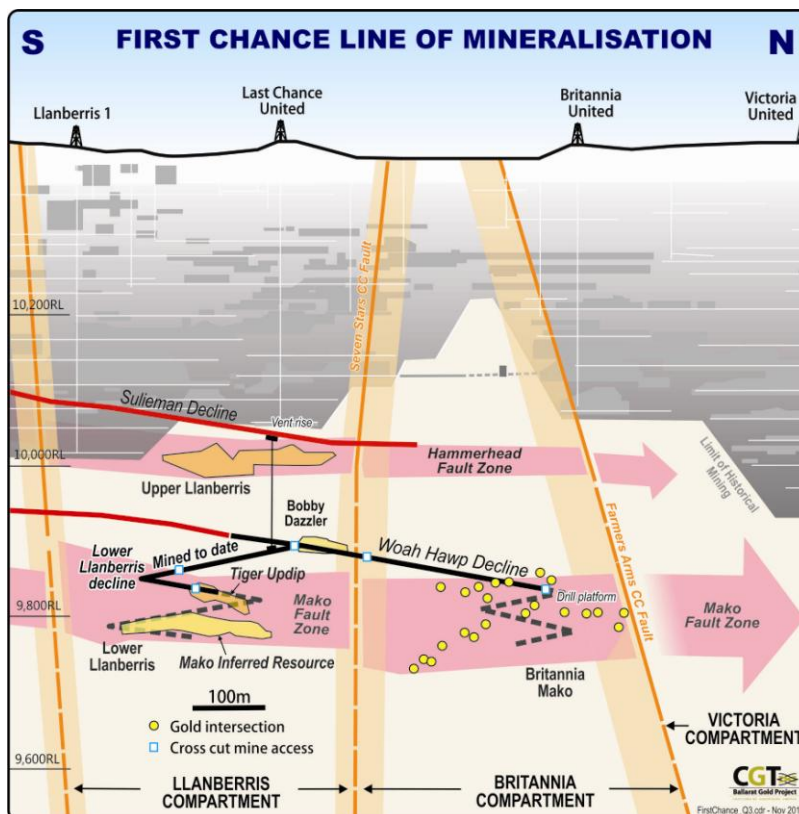 S
FIRST CHANCE LINE OF MINERALISATION
N
Llanberris 1
Last Chance
United
Britannia
United
Victoria
United
10,200RL
Seven Stars CC Fault
Sulieman Decline
Vent rise
10,000RL
Hammerhead
Fault Zone
Limit of Historical
Mining
Upper Llanberris
Bobby
Dazzler
Lower
Llanberris
decline
Mined to date
Woah Hawp Decline
Tiger Updip
Drill platform
Farmers Arms CC Fault
9,800RL
Mako
Fault
Zone
Mako
Fault Zone
Lower
Llanberris
Mako Inferred Resource
Britannia
Mako
100m
Gold intersection
Cross cut mine access
VICTORIA
COMPARTMENT
9,600RL
LLANBERRIS
COMPARTMENT
BRITANNIA
COMPARTMENT
CGT
Ballarat Gold Project
FirstChance_Q3.cdr - Nov 201